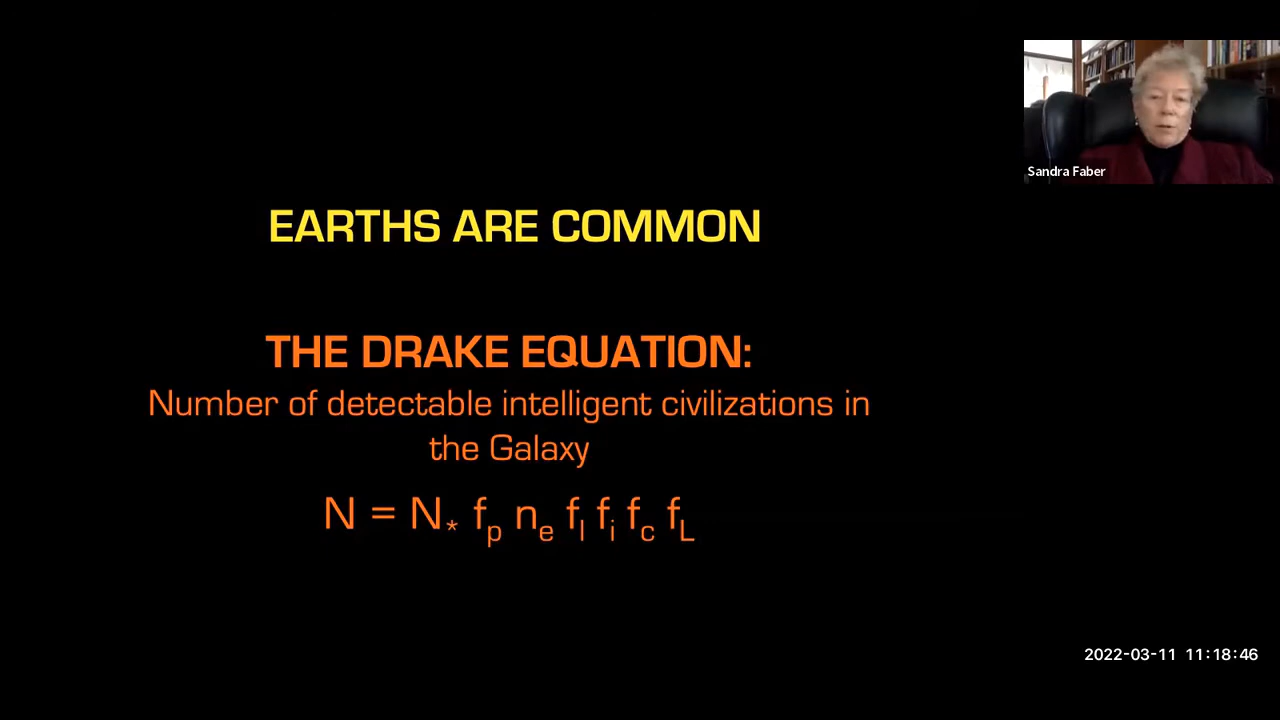 Sandra Faber
EARTHS ARE COMMON
THE DRAKE EQUATION:
Number of detectable intelligent civilizations in
the Galaxy
N = N* fp ne fl fi fc fL
2022-03-11 11:18:46